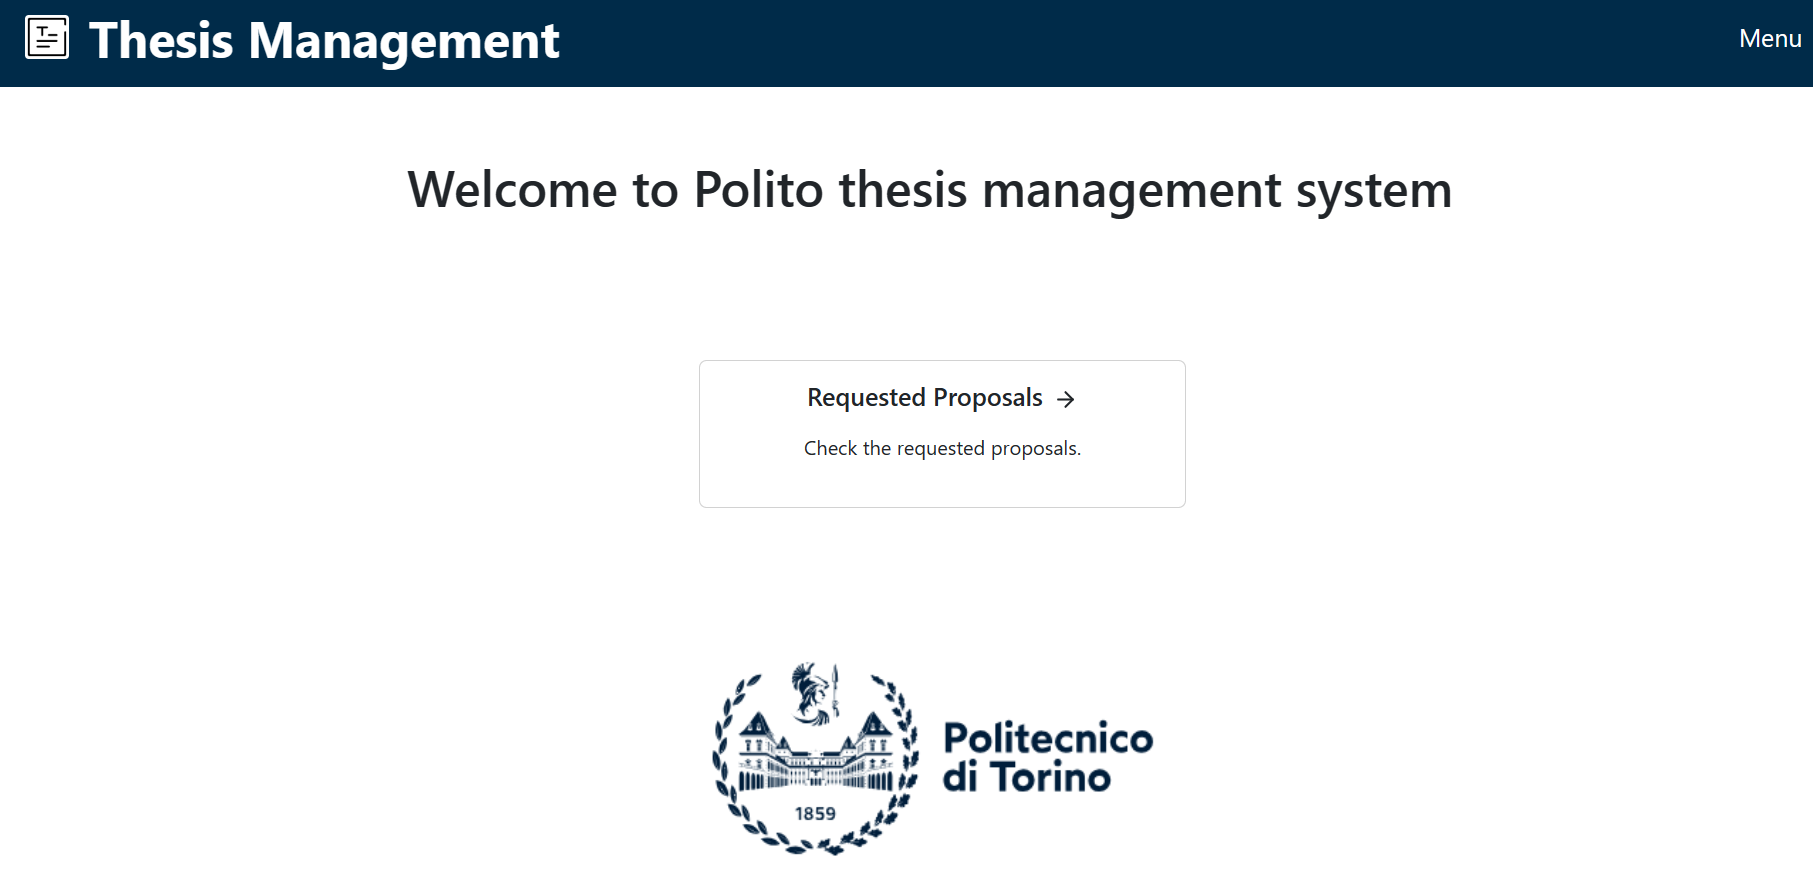 Thesis Management
Menu
Welcome to Polito thesis management system
Requested Proposals →
Check the requested proposals.
1859
Politecnico
di Torino